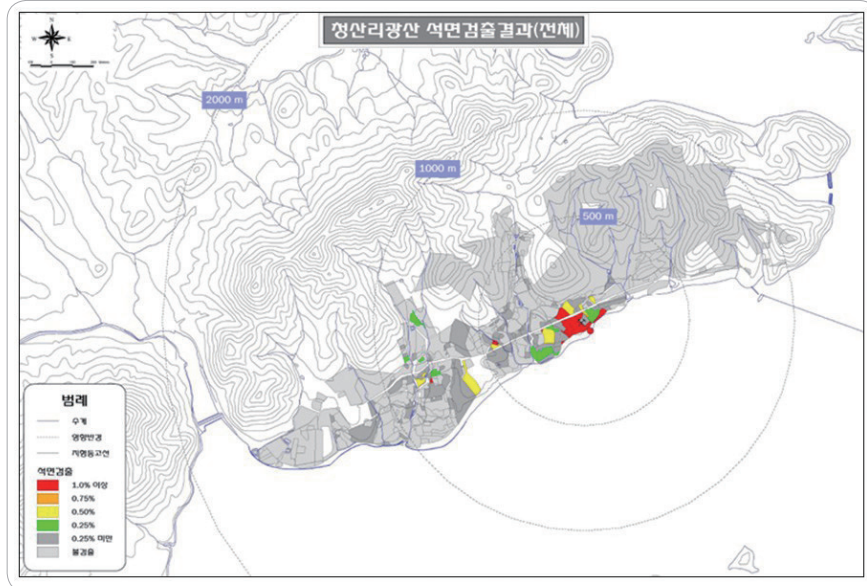 청산리광산 석면검출결과(전체)
N
W
E
S
2000 m
1000 m
500 m
범례
수계
영향반경
지형등고선
석면검출
1.0% 이상
0.75%
0.50%
0.25%
0.25% 미만
불검출